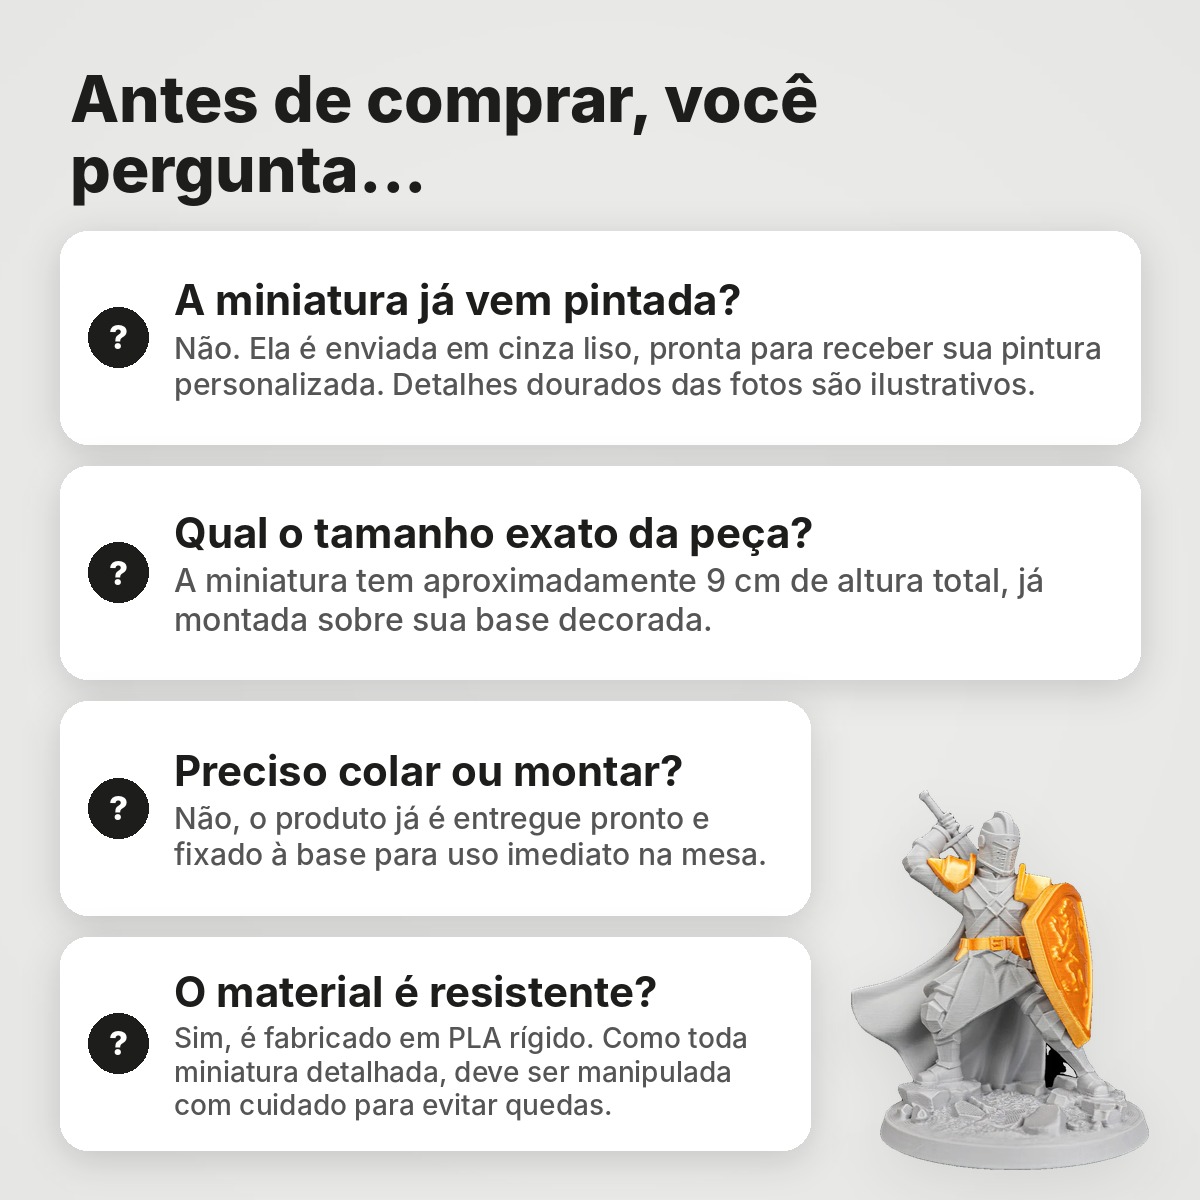 Antes de comprar, você
pergunta...
?
A miniatura já vem pintada?
Não. Ela é enviada em cinza liso, pronta para receber sua pintura
personalizada. Detalhes dourados das fotos são ilustrativos.
?
Qual o tamanho exato da peça?
A miniatura tem aproximadamente 9 cm de altura total, já
montada sobre sua base decorada.
?
Preciso colar ou montar?
Não, o produto já é entregue pronto e
fixado à base para uso imediato na mesa.
?
O material é resistente?
Sim, é fabricado em PLA rígido. Como toda
miniatura detalhada, deve ser manipulada
com cuidado para evitar quedas.